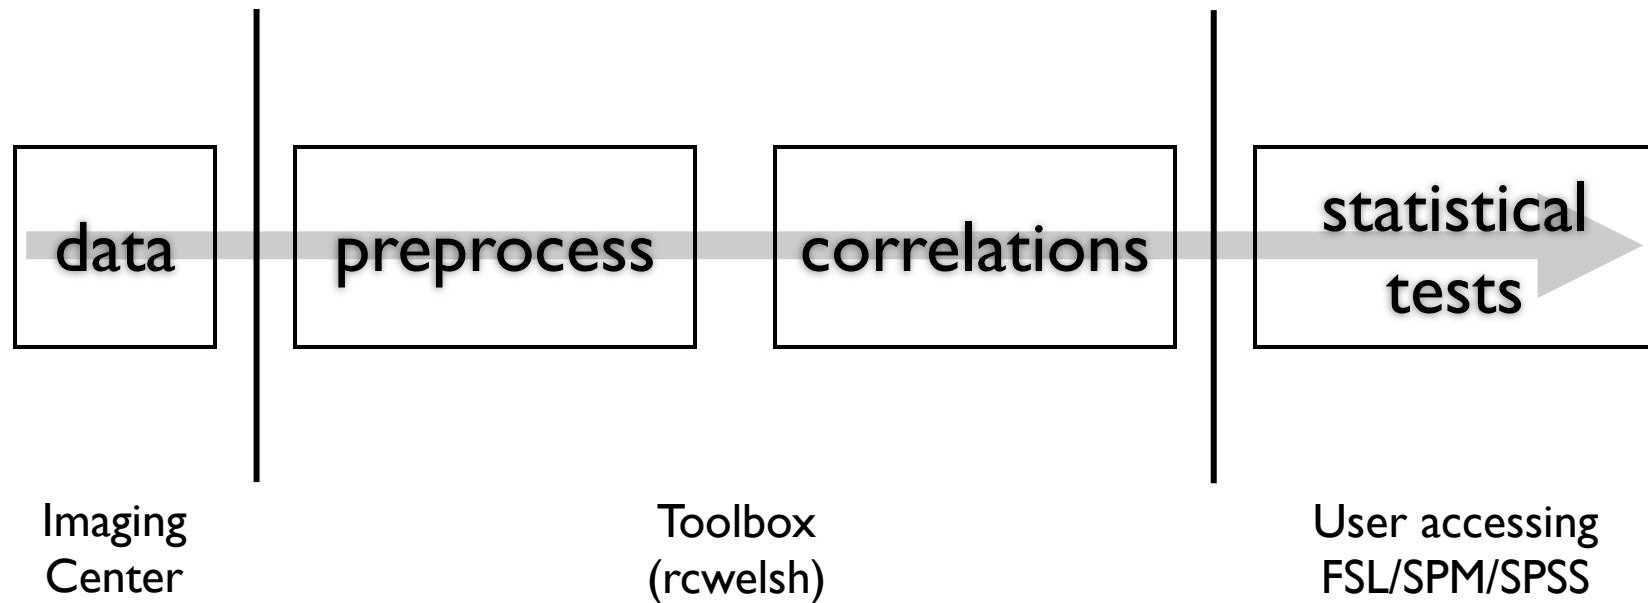 data
preprocess
correlations
statistical
tests
Imaging
Center
Toolbox
(rcwelsh)
User accessing
FSL/SPM/SPSS